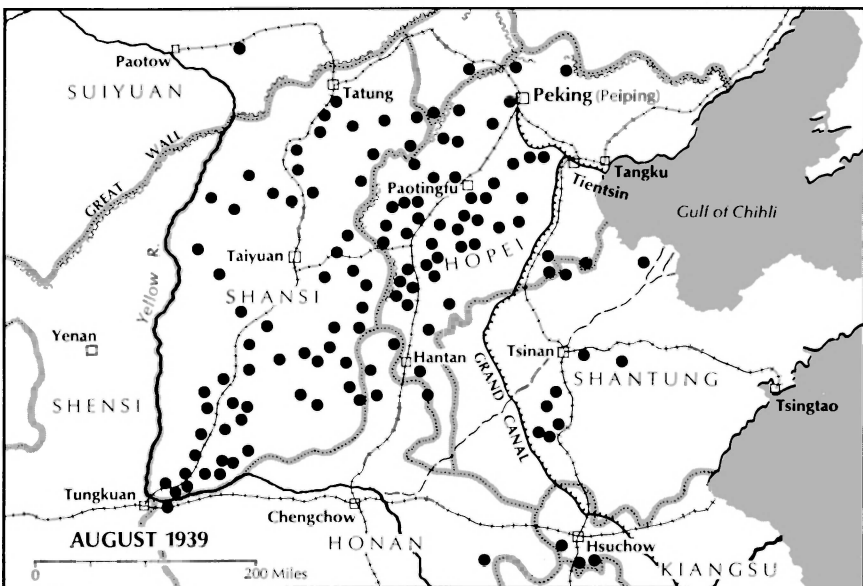 Paotow
SUIYUAN
Tatung
Peking (Peiping)
GREAT WALL
Paotingfu
Tientsin
Tangku
Gulf of Chihli
Yellow R.
Taiyuan
HOPEI
SHANSI
Yenan
Hantan
Tsinan
SHANTUNG
GRAND CANAL
SHENSI
Tsingtao
Tungkuan
Chengchow
AUGUST 1939
HONAN
Hsuchow
KIANGSU
0 200 Miles